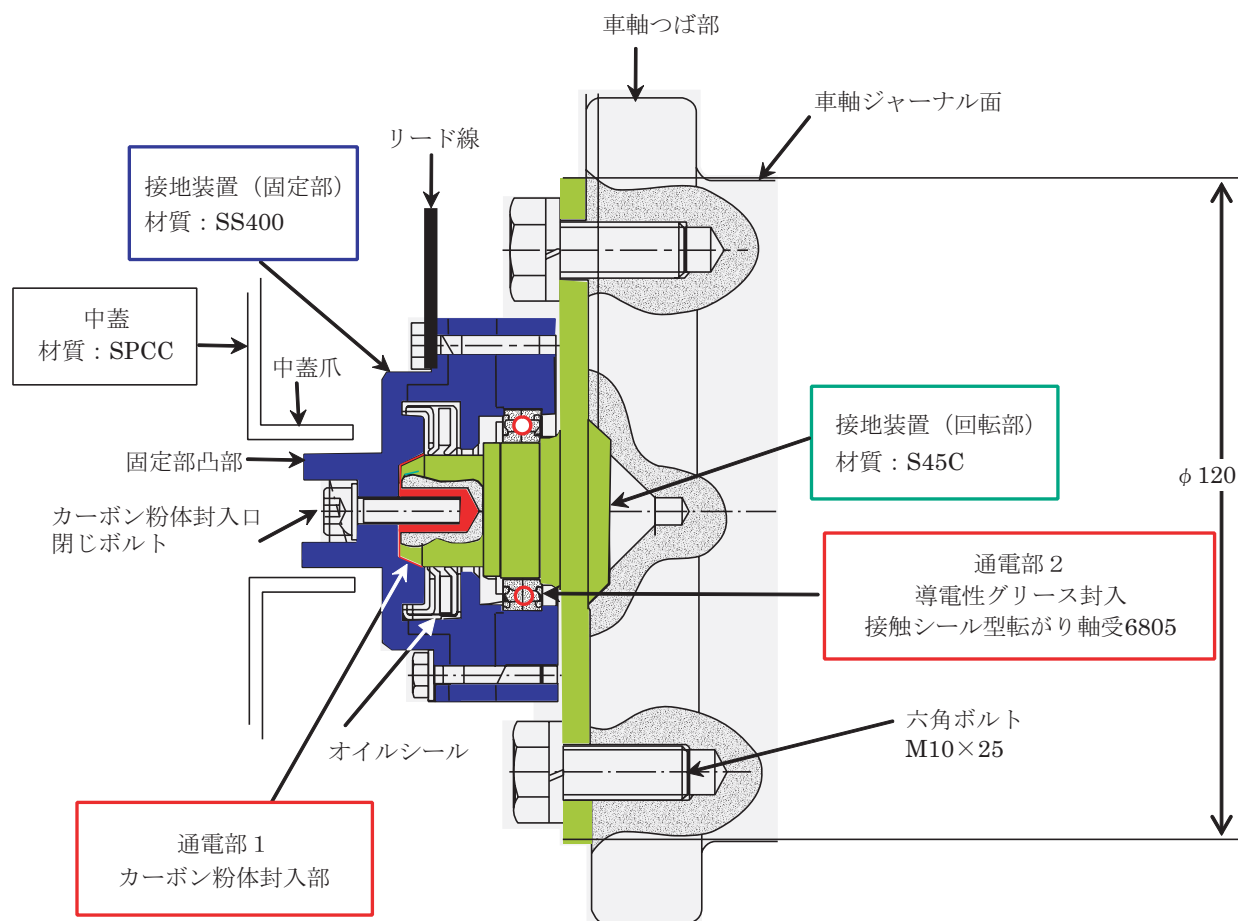 車軸つば部
車軸ジャーナル面
リード線
接地装置（固定部）
材質：SS400
中蓋
材質：SPCC
中蓋爪
接地装置（回転部）
材質：S45C
固定部凸部
φ120
カーボン粉体封入口
閉じボルト
通電部２
導電性グリース封入
接触シール型転がり軸受6805
六角ボルト
M10×25
オイルシール
通電部１
カーボン粉体封入部